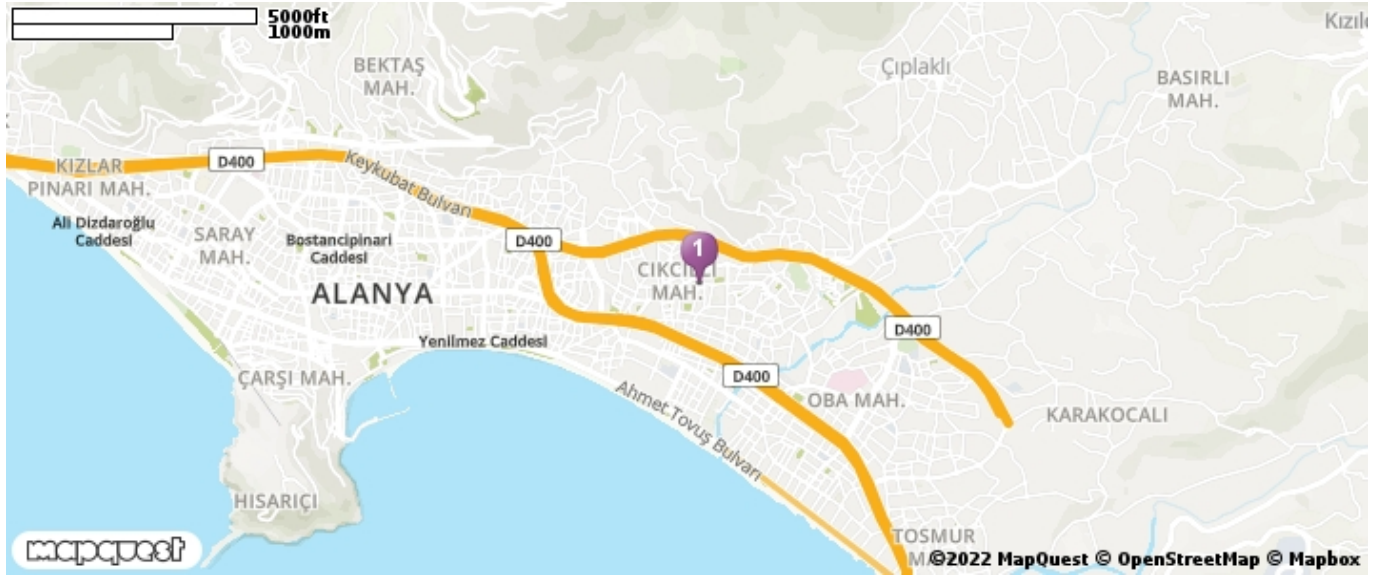 5000ft
1000m
BEKTAŞ
MAH.
Çıplaklı
BASIRLI
MAH.
D400
Keykubat Bulvarı
KIZLAR
PINARI MAH.
Ali Dizdaroğlu
Caddesi
SARAY
MAH.
Bostancipinari
Caddesi
D400
1
MAH.
ALANYA
D400
Yenilmez Caddesi
ÇARŞI MAH.
D400
Ahmet Tovuş Bulvarı
OBA MAH.
KARAKOCALI
HISARIÇI
TOSMUR
mapquest
©2022 MapQuest © OpenStreetMap © Mapbox